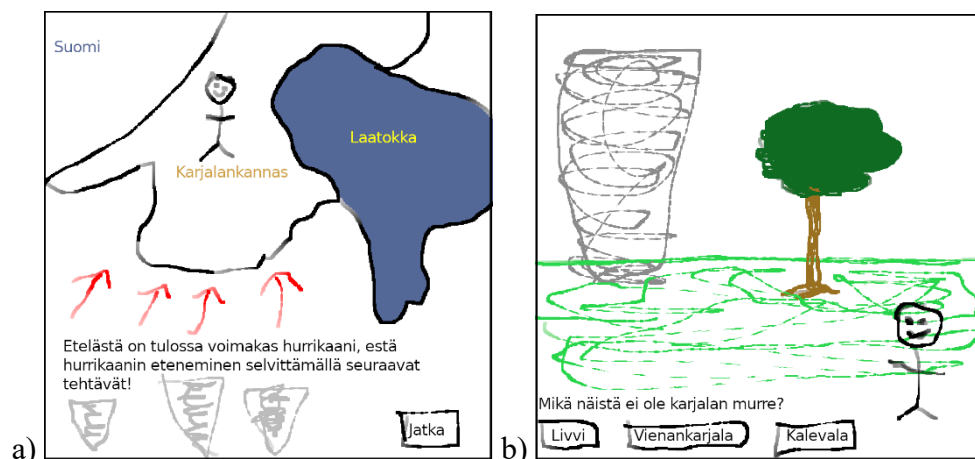 Suomi
Laatokka
Karjalankannas
Etelästä on tulossa voimakas hurrikaani, estä
hurrikaanin eteneminen selvittämällä seuraavat
tehtävät!
Jatka
a)
Mikä näistä ei ole karjalan murre?
Livvi Vienankarjala Kalevala
b)